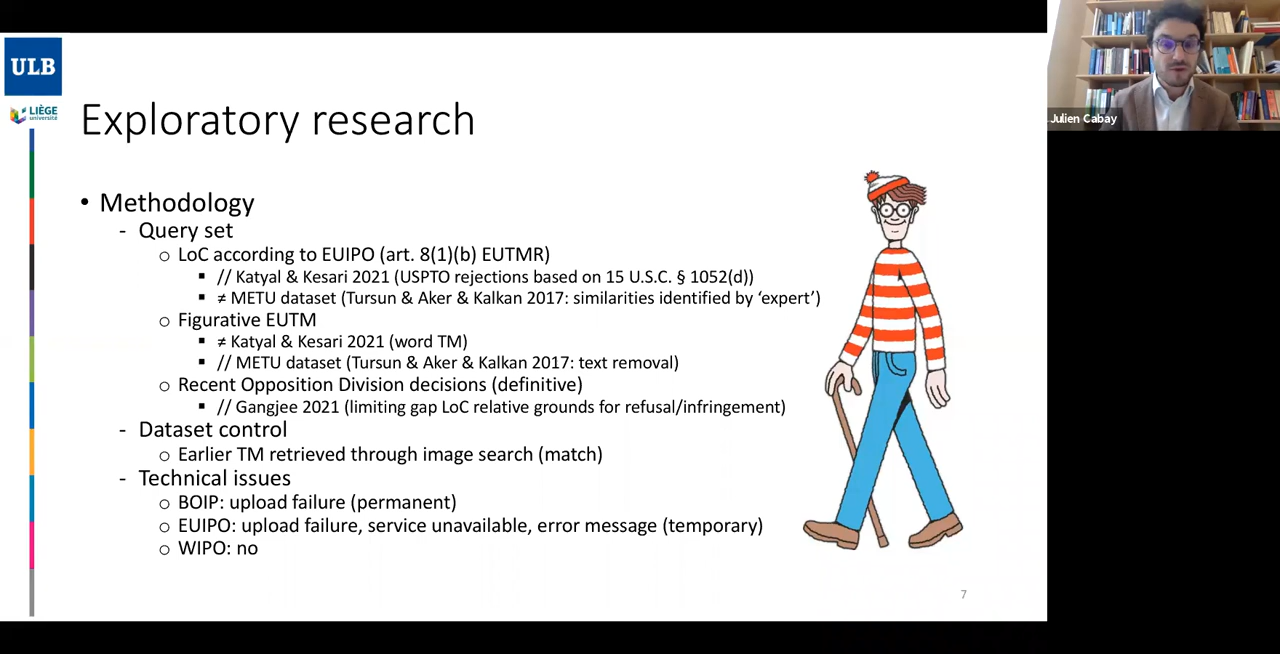 ULB
LIÈGE
université
Exploratory research
• Methodology
- Query set
o LoC according to EUIPO (art. 8(1)(b) EUTMR)
▪ // Katyal & Kesari 2021 (USPTO rejections based on 15 U.S.C. § 1052(d))
▪ ≠ METU dataset (Tursun & Aker & Kalkan 2017: similarities identified by ‘expert’)
o Figurative EUTM
▪ ≠ Katyal & Kesari 2021 (word TM)
▪ // METU dataset (Tursun & Aker & Kalkan 2017: text removal)
o Recent Opposition Division decisions (definitive)
▪ // Gangjee 2021 (limiting gap LoC relative grounds for refusal/infringement)
- Dataset control
o Earlier TM retrieved through image search (match)
- Technical issues
o BOIP: upload failure (permanent)
o EUIPO: upload failure, service unavailable, error message (temporary)
o WIPO: no
7
Julien Cabay